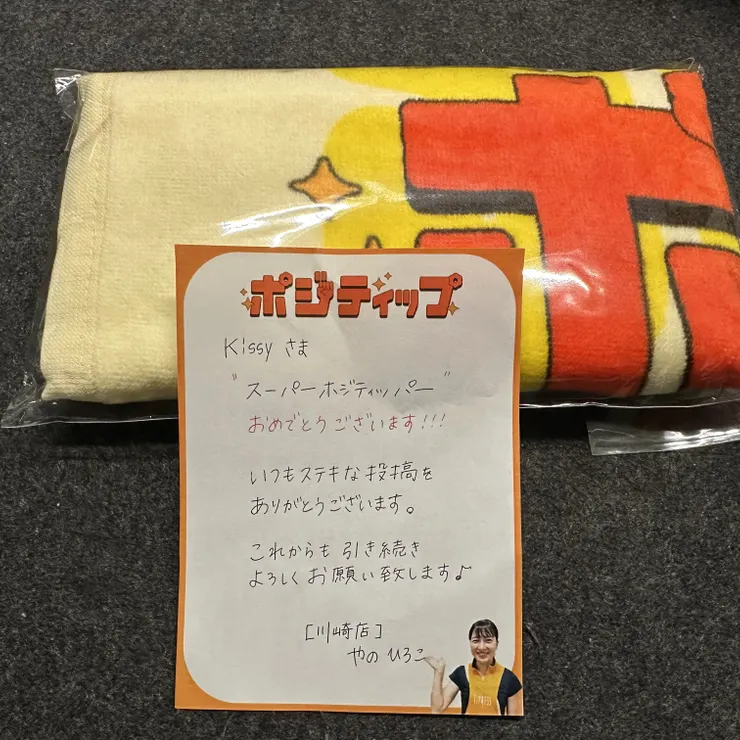 ポジティップ
Kissy さま
"スーパーポジティッパー"
おめでとうございます!!!
いつもステキな投稿を
ありがとうございます。
これからも引き続き
よろしくお願い致します♪
[川崎店]
やの ひろこ